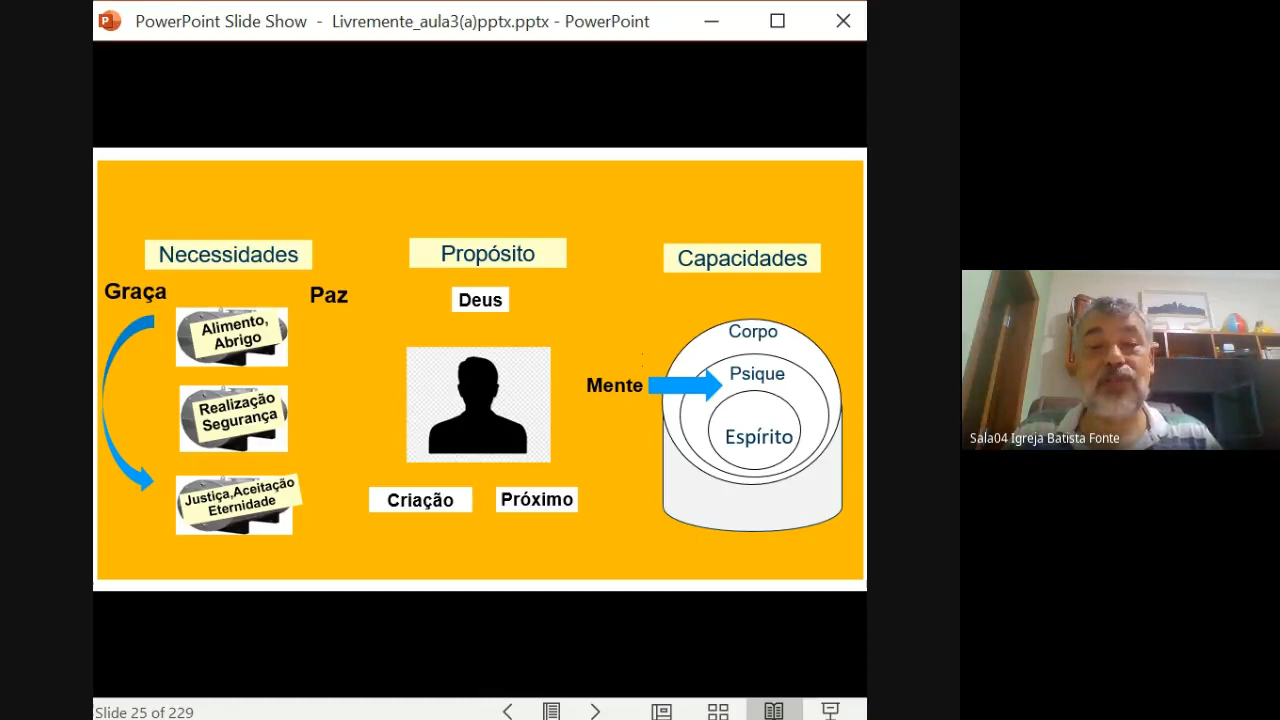 PowerPoint Slide Show - Livremente_aula3(a)pptx.pptx - PowerPoint
Necessidades
Propósito
Capacidades
Graça
Paz
Deus
Alimento,
Abrigo
Corpo
Psique
Mente
Realização
Segurança
Espírito
Justiça,Aceitação
Eternidade
Criação
Próximo
Sala04 Igreja Batista Fonte
Slide 25 of 229